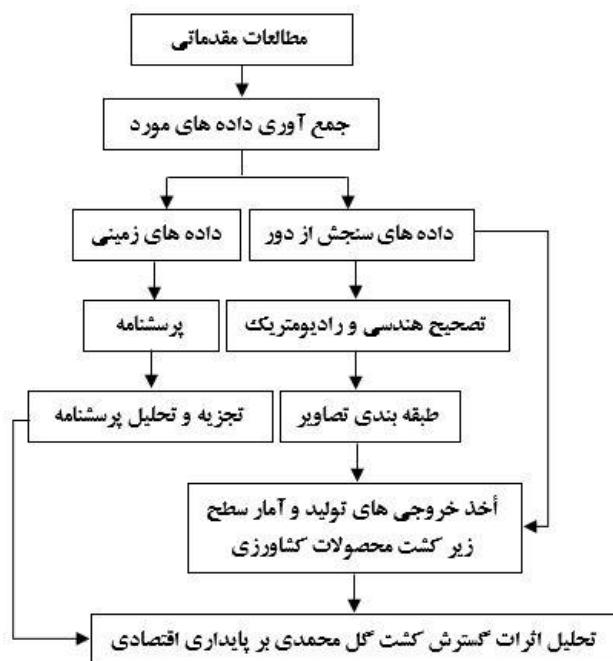 مطالعات مقدماتی
جمع آوری داده های مورد
داده های سنجش از دور
داده های زمینی
تصحیح هندسی و رادیومتریک
پرسشنامه
طبقه بندی تصاویر
تجزیه و تحلیل پرسشنامه
أخذ خروجی های تولید و آمار سطح
زیر کشت محصولات کشاورزی
تحلیل اثرات گسترش کشت گل محمدی بر پایداری اقتصادی